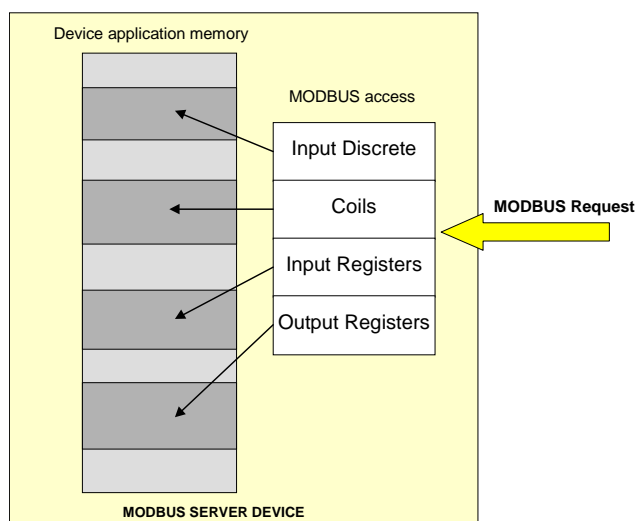 Device application memory
MODBUS access
Input Discrete
Coils
MODBUS Request
Input Registers
Output Registers
MODBUS SERVER DEVICE